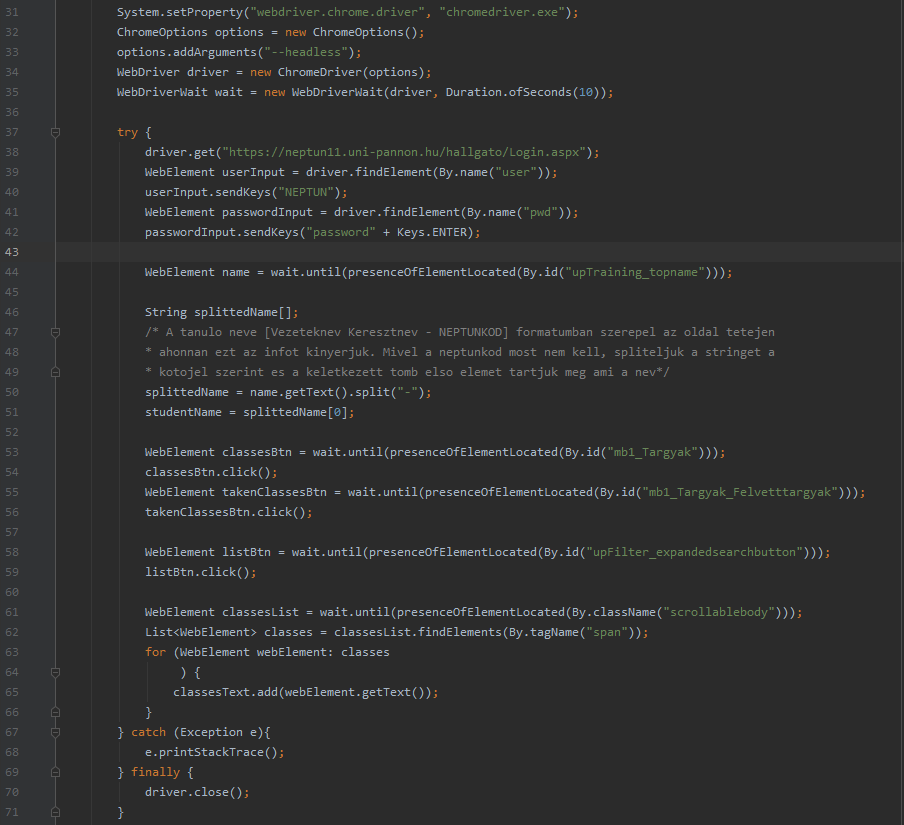 31 System.setProperty("webdriver.chrome.driver", "chromedriver.exe");
32 ChromeOptions options = new ChromeOptions();
33 options.addArguments("--headless");
34 WebDriver driver = new ChromeDriver(options);
35 WebDriverWait wait = new WebDriverWait(driver, Duration.ofSeconds(10));
36
37 try {
38 driver.get("https://neptun11.uni-pannon.hu/hallgato/Login.aspx");
39 WebElement userInput = driver.findElement(By.name("user"));
40 userInput.sendKeys("NEPTUN");
41 WebElement passwordInput = driver.findElement(By.name("pwd"));
42 passwordInput.sendKeys("password" + Keys.ENTER);
43
44 WebElement name = wait.until(presenceOfElementLocated(By.id("upTraining_topname")));
45
46 String splittedName[];
47 /* A tanulo neve [Vezeteknev Keresztnev - NEPTUNKOD] formatumban szerepel az oldal tetejen
48 * ahonnan ezt az infot kinyerjuk. Mivel a neptunkod most nem kell, spliteljuk a stringet a
49 * kotojel szerint es a keletkezett tomb elso elemet tartjuk meg ami a nev*/
50 splittedName = name.getText().split("-");
51 studentName = splittedName[0];
52
53 WebElement classesBtn = wait.until(presenceOfElementLocated(By.id("mb1_Targyak")));
54 classesBtn.click();
55 WebElement takenClassesBtn = wait.until(presenceOfElementLocated(By.id("mb1_Targyak_Felvetttargyak")));
56 takenClassesBtn.click();
57
58 WebElement listBtn = wait.until(presenceOfElementLocated(By.id("upFilter_expandedsearchbutton")));
59 listBtn.click();
60
61 WebElement classesList = wait.until(presenceOfElementLocated(By.className("scrollablebody")));
62 List<WebElement> classes = classesList.findElements(By.tagName("span"));
63 for (WebElement webElement: classes
64 ) {
65 classesText.add(webElement.getText());
66 }
67 } catch (Exception e){
68 e.printStackTrace();
69 } finally {
70 driver.close();
71 }